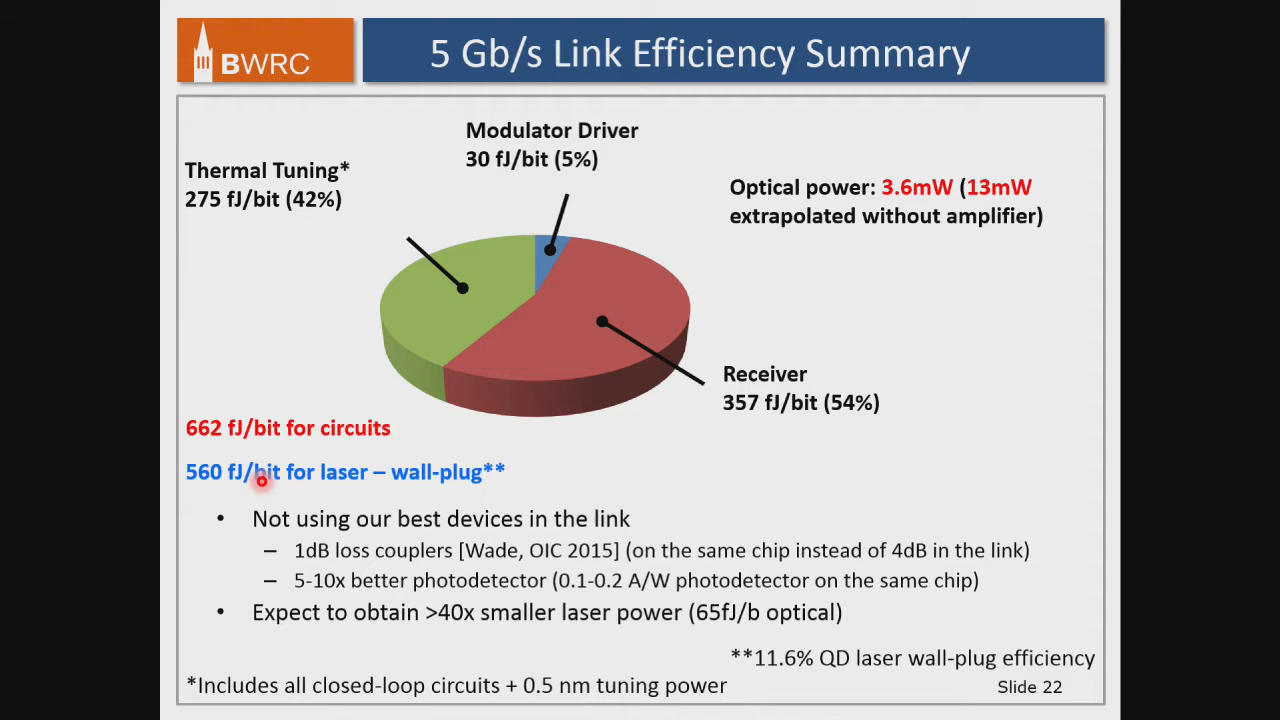 BWRC
5 Gb/s Link Efficiency Summary
Modulator Driver
30 fJ/bit (5%)
Thermal Tuning*
275 fJ/bit (42%)
Optical power: 3.6mW (13mW
extrapolated without amplifier)
Receiver
357 fJ/bit (54%)
662 fJ/bit for circuits
560 fJ/bit for laser – wall-plug**
• Not using our best devices in the link
– 1dB loss couplers [Wade, OIC 2015] (on the same chip instead of 4dB in the link)
– 5-10x better photodetector (0.1-0.2 A/W photodetector on the same chip)
• Expect to obtain >40x smaller laser power (65fJ/b optical)
**11.6% QD laser wall-plug efficiency
*Includes all closed-loop circuits + 0.5 nm tuning power
Slide 22